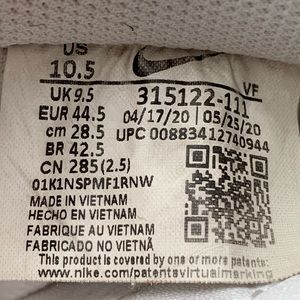 US
10.5
VF
UK 9.5
315122-111
EUR 44.5
04/17/20 05/25/20
cm 28.5
UPC 00883412740944
BR 42.5
CN 285(2.5)
01K1NSPMF1RNW
MADE IN VIETNAM
HECHO EN VIETNAM
FABRIQUE AU VIETNAM
FABRICADO NO VIETNÃ
This product is covered by one or more patents:
www.nike.com/patentsvirtualmarking